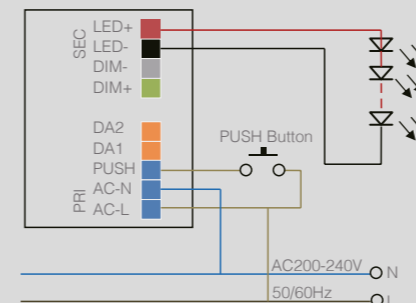 SEC
LED+
LED-
DIM-
DIM+
PRI
DA2
DA1
PUSH
AC-N
AC-L
PUSH Button
AC200-240V
N
50/60Hz
L